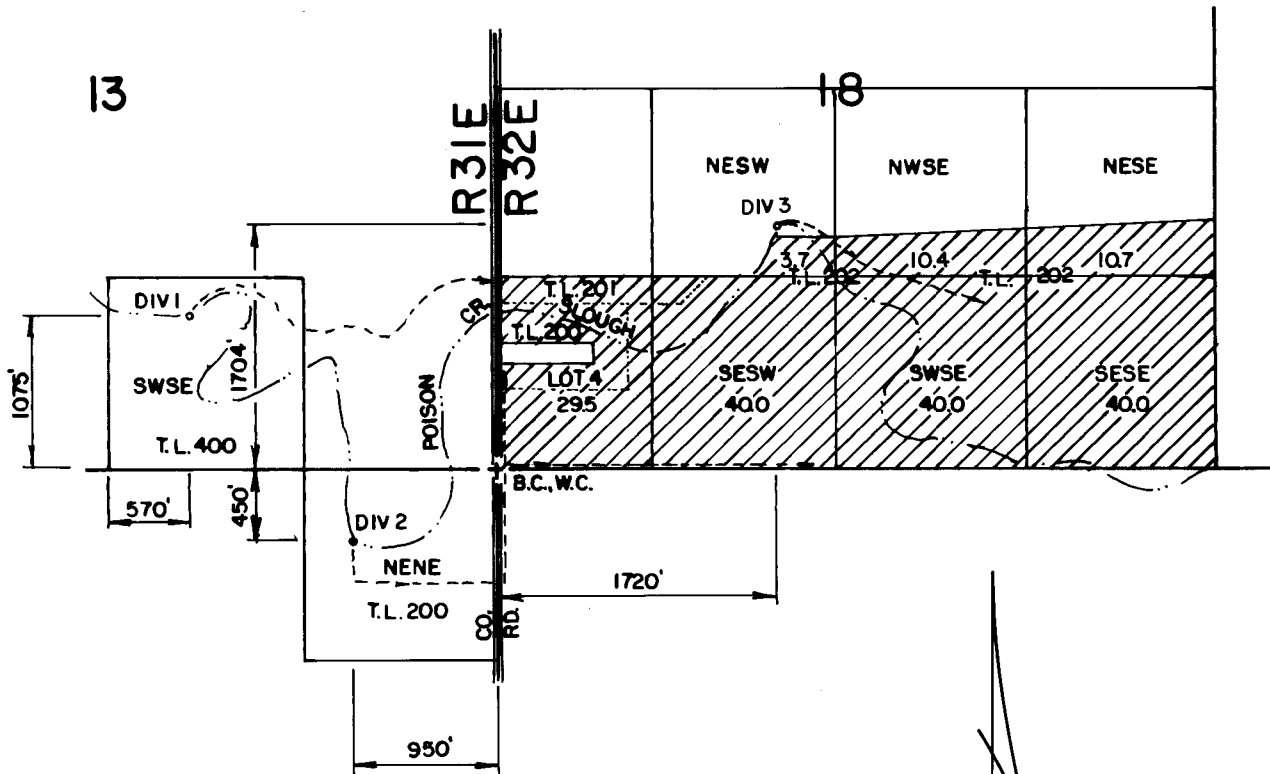 13
18
R31E
R32E
NESW
NWSE
NESE
DIV 3
3.7
10.4
10.7
T.L. 202
T.L. 202
DIV 1
T.L. 201
CR.
SLOUGH
T.L. 200
1704'
1075'
SWSE
POISON
LOT 4
29.5
SESW
40.0
SWSE
40.0
SESE
40.0
T.L. 400
B.C., W.C.
570'
450'
DIV 2
NENE
1720'
T.L. 200
CO. RD.
950'